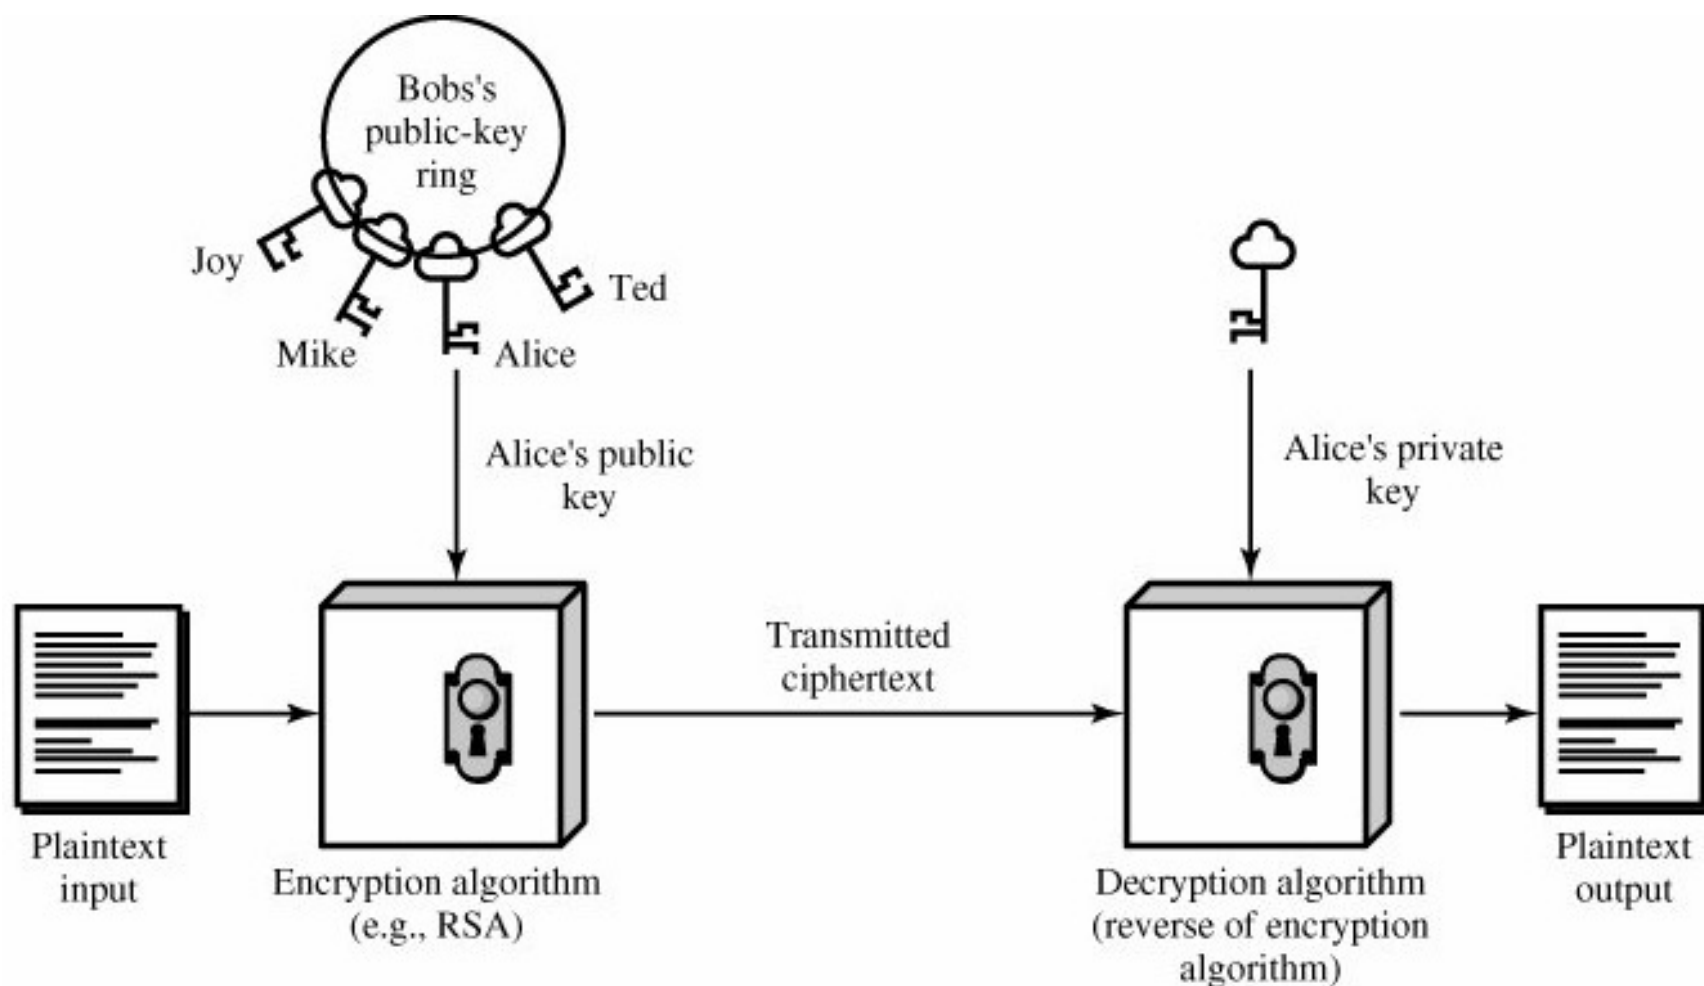 Bobs's
public-key
ring
Joy
Mike
Alice
Ted
Alice's public
key
Alice's private
key
Transmitted
ciphertext
Plaintext
input
Encryption algorithm
(e.g., RSA)
Decryption algorithm
(reverse of encryption
algorithm)
Plaintext
output